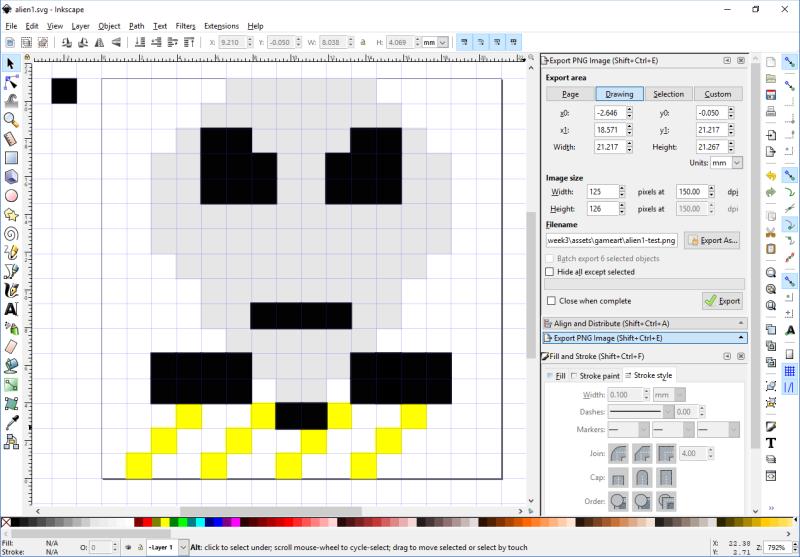 alien1.svg - Inkscape
File Edit View Layer Object Path Text Filters Extensions Help
X: 9.210 Y: -0.050 W: 8.038 H: 4.069 mm
Export PNG Image (Shift+Ctrl+E)
Export area
Page Drawing Selection Custom
x0: -2.646 y0: -0.050
x1: 18.571 y1: 21.217
Width: 21.217 Height: 21.267
Units: mm
Image size
Width: 125 pixels at 150.00 dpi
Height: 126 pixels at 150.00 dpi
Filename
week3\assets\gameart\alien1-test.png Export As...
Batch export 6 selected objects
Hide all except selected
Close when complete Export
Align and Distribute (Shift+Ctrl+A)
Export PNG Image (Shift+Ctrl+E)
Fill and Stroke (Shift+Ctrl+F)
Fill Stroke paint Stroke style
Width: 0.100 mm
Dashes: 0.00
Markers:
Join: 4.00
Cap:
Order:
Fill: N/A
Stroke: N/A
O: 0
Layer 1
Alt: click to select under; scroll mouse-wheel to cycle-select; drag to move selected or select by touch
X: 22.38
Y: 2.71
Z: 792%